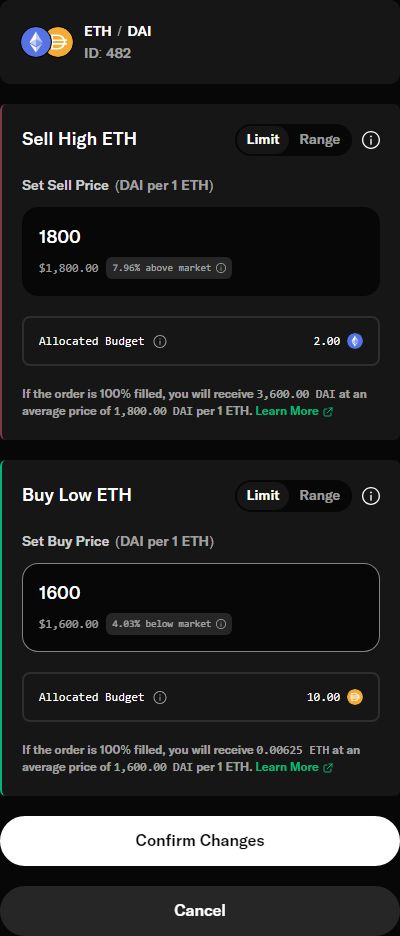 ETH / DAI
ID: 482
Sell High ETH
Limit Range
Set Sell Price (DAI per 1 ETH)
1800
$1,800.00 7.96% above market
Allocated Budget 2.00
If the order is 100% filled, you will receive 3,600.00 DAI at an
average price of 1,800.00 DAI per 1 ETH. Learn More
Buy Low ETH
Limit Range
Set Buy Price (DAI per 1 ETH)
1600
$1,600.00 4.03% below market
Allocated Budget 10.00
If the order is 100% filled, you will receive 0.00625 ETH at an
average price of 1,600.00 DAI per 1 ETH. Learn More
Confirm Changes
Cancel